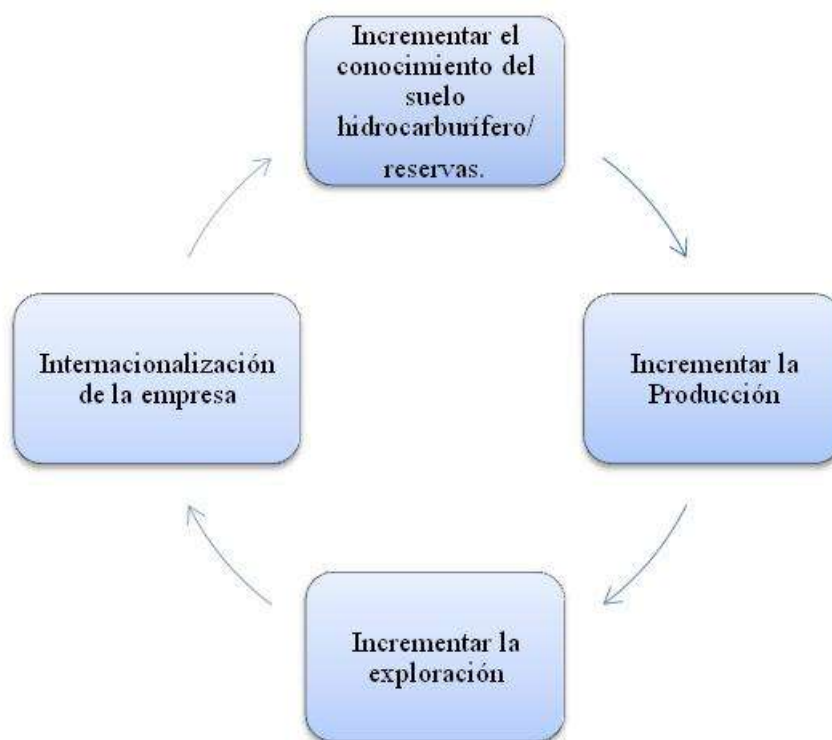 Incrementar el
conocimiento del
suelo
hidrocarburífero/
reservas.
Incrementar la
Producción
Incrementar la
exploración
Internacionalización
de la empresa